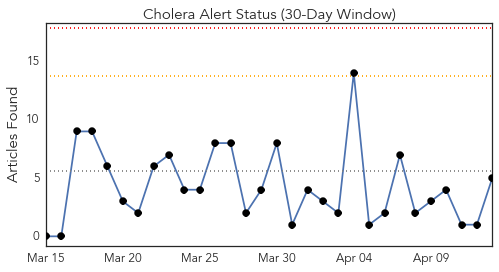 Cholera Alert Status (30-Day Window)
Articles Found
15
10
5
0
Mar 15 Mar 20 Mar 25 Mar 30 Apr 04 Apr 09